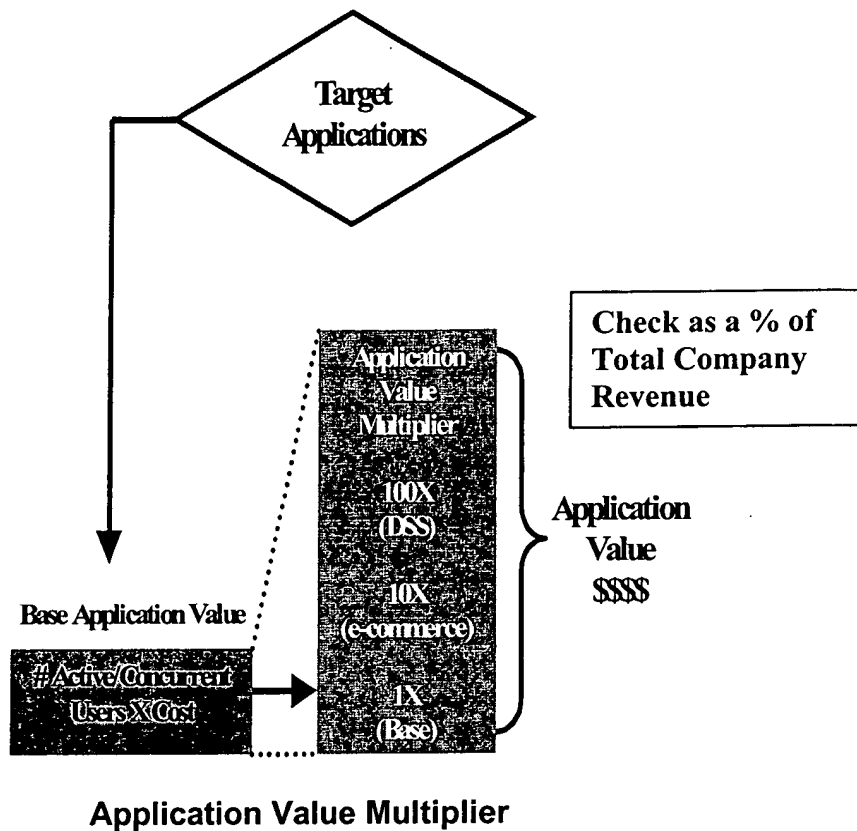 Target
Applications
Check as a % of
Total Company
Revenue
Application
Value
Multiplier
100X
(DSS)
10X
(e-commerce)
1X
(Base)
Application
Value
$$$$
Base Application Value
# Active/Concurrent
Users X Cost
Application Value Multiplier